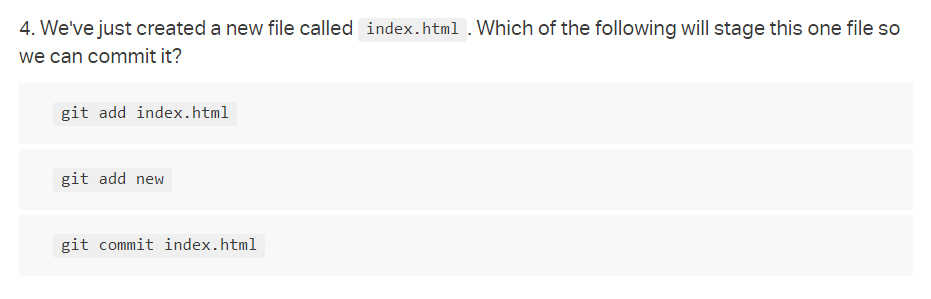 4. We've just created a new file called index.html . Which of the following will stage this one file so
we can commit it?
git add index.html
git add new
git commit index.html